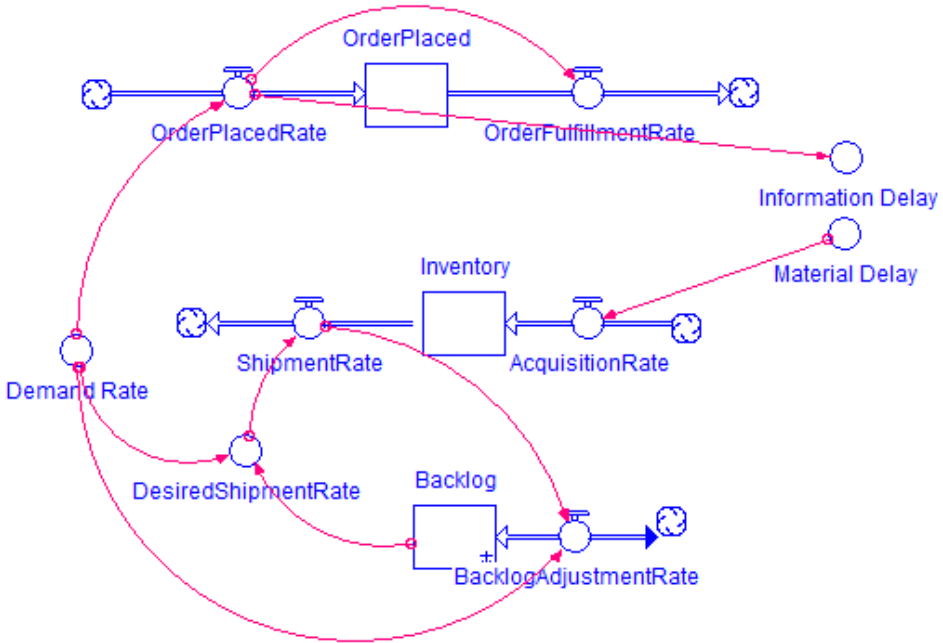 OrderPlaced
OrderPlacedRate
OrderFulfillmentRate
Information Delay
Material Delay
Inventory
ShipmentRate
AcquisitionRate
Demand Rate
DesiredShipmentRate
Backlog
BacklogAdjustmentRate